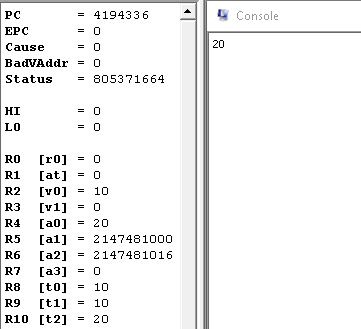 PC = 4194336
EPC = 0
Cause = 0
BadVAddr = 0
Status = 805371664
HI = 0
LO = 0
R0 [r0] = 0
R1 [at] = 0
R2 [v0] = 10
R3 [v1] = 0
R4 [a0] = 20
R5 [a1] = 2147481000
R6 [a2] = 2147481016
R7 [a3] = 0
R8 [t0] = 10
R9 [t1] = 10
R10 [t2] = 20
Console
20